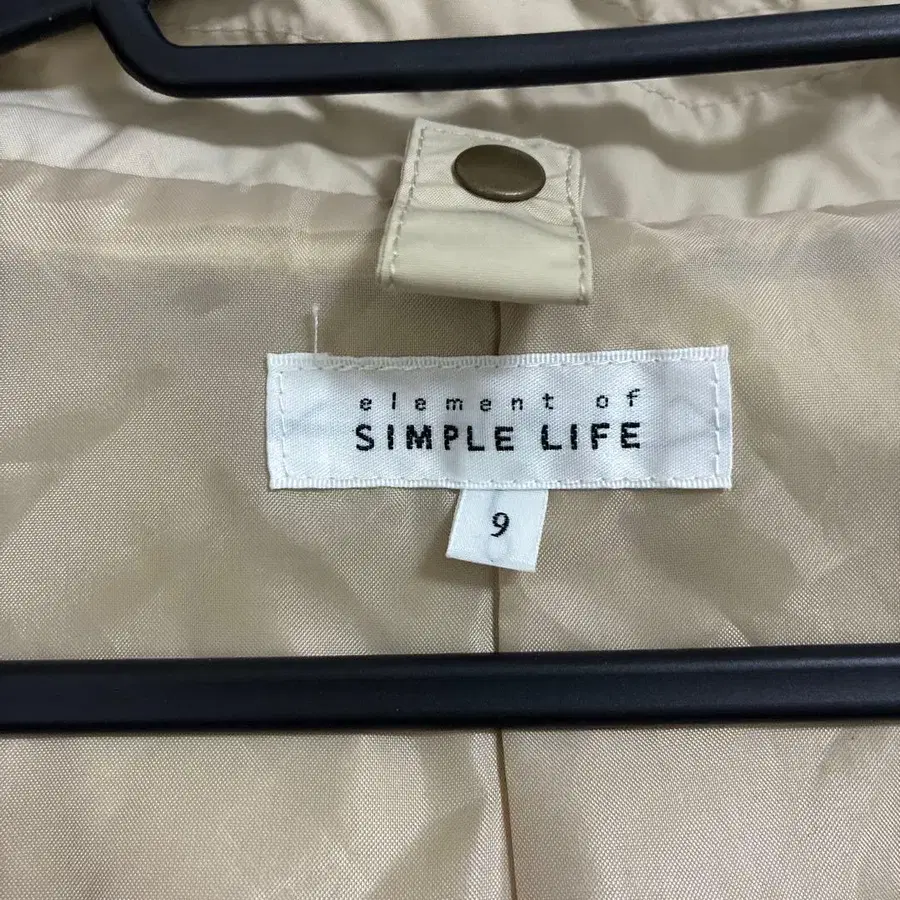 element of
SIMPLE LIFE
9